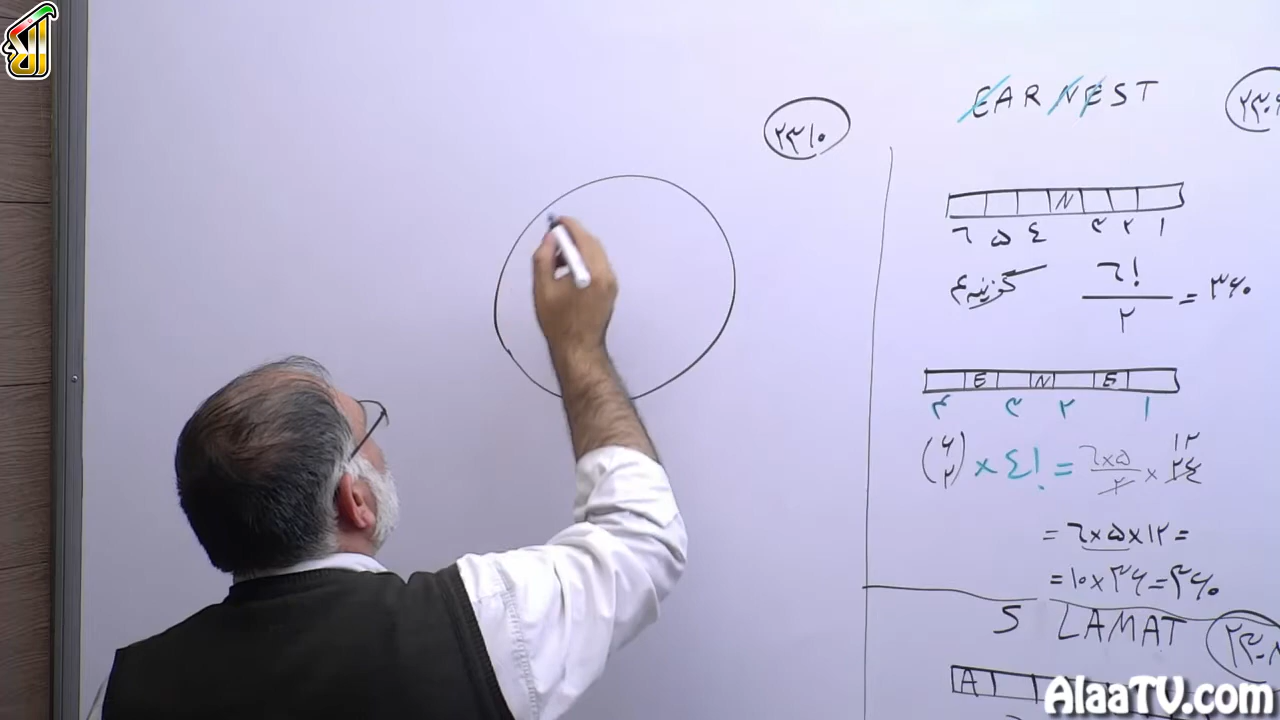 EARNEST
۲۳۱۰
N
۶ ۵ ۴ ۳ ۲ ۱
گزینه ۴ ۶! / ۲ = ۳۶۰
E N E
۴ ۳ ۲ ۱
(۶ ۲) × ۴! = ۶×۵ / ۲ × ۲۴ ۱۲
= ۶×۵×۱۲ =
= ۱۰×۳۶ = ۳۶۰
S LAMAT
A
AlaaTV.com